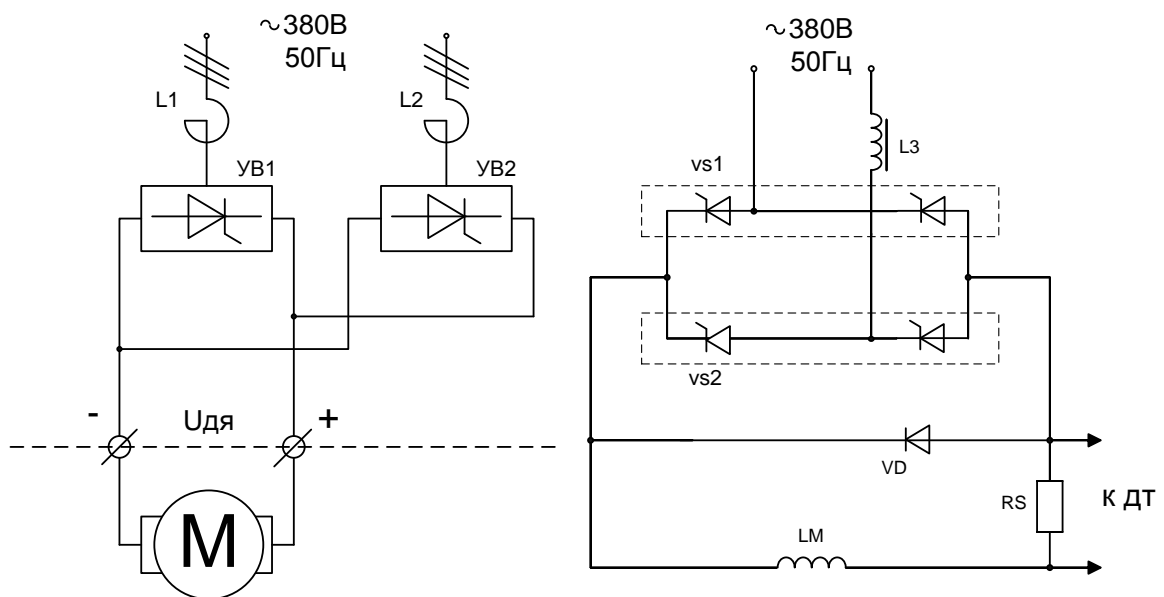 ~380В
50Гц
L1
L2
УВ1
УВ2
-
Uдя
+
M
~380В
50Гц
L3
vs1
vs2
VD
RS
к дт
LM